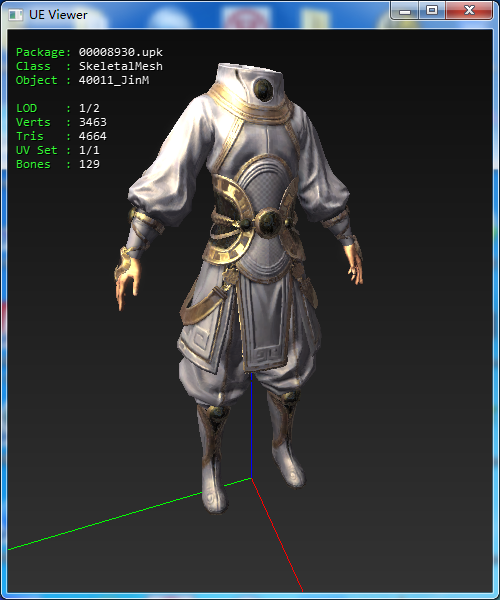 UE Viewer
Package: 00008930.upk
Class : SkeletalMesh
Object : 40011_JinM
LOD : 1/2
Verts : 3463
Tris : 4664
UV Set : 1/1
Bones : 129